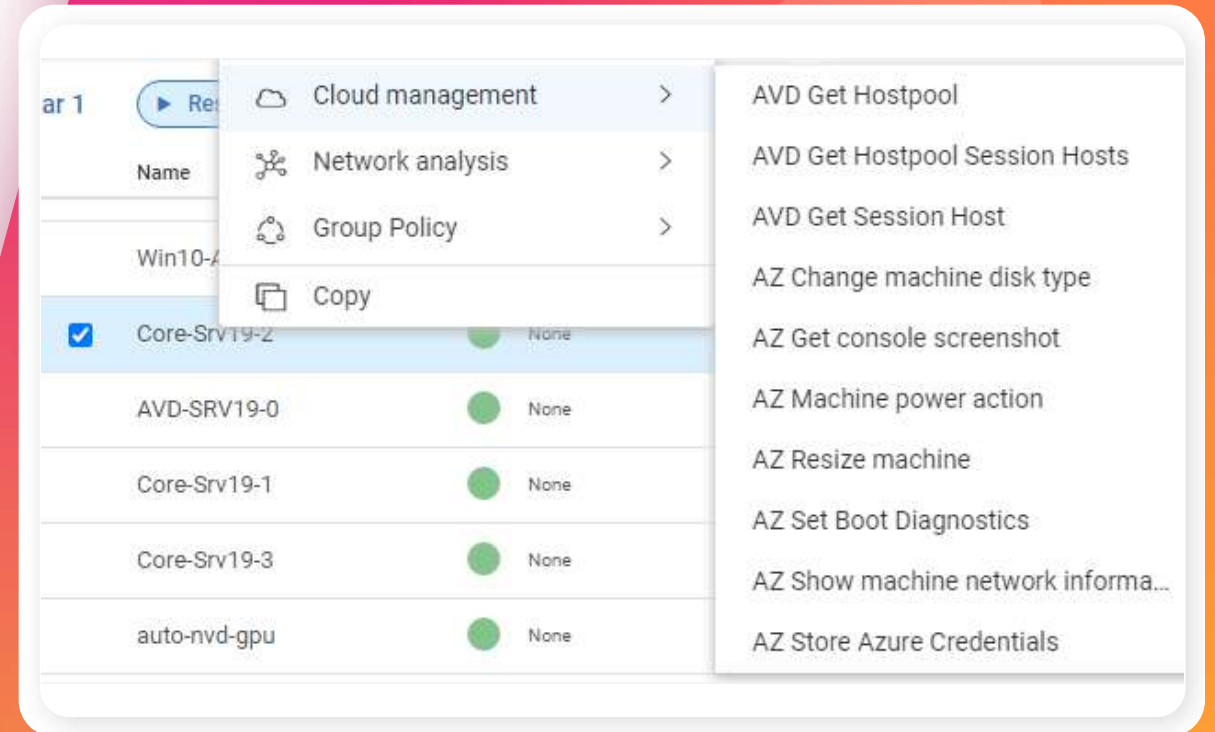 ar 1
Cloud management
AVD Get Hostpool
Name
Network analysis
AVD Get Hostpool Session Hosts
Group Policy
AVD Get Session Host
Copy
AZ Change machine disk type
Core-Srv19-2 None
AZ Get console screenshot
AVD-SRV19-0 None
AZ Machine power action
Core-Srv19-1 None
AZ Resize machine
AZ Set Boot Diagnostics
Core-Srv19-3 None
AZ Show machine network informa...
auto-nvd-gpu None
AZ Store Azure Credentials